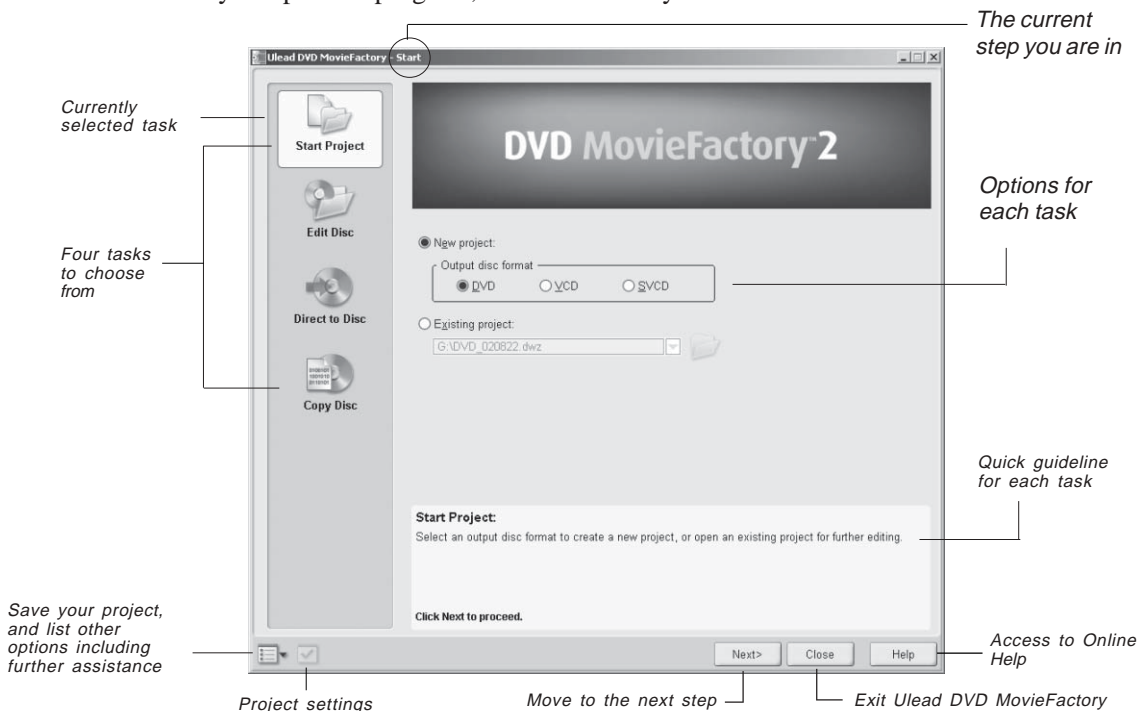 The current
step you are in
Ulead DVD MovieFactory - Start
Currently
selected task
Start Project
DVD MovieFactory™2
Options for
each task
Edit Disc
New project:
Output disc format
DVD VCD SVCD
Four tasks
to choose
from
Direct to Disc
Existing project:
G:\DVD_020822.dwz
Copy Disc
Quick guideline
for each task
Start Project:
Select an output disc format to create a new project, or open an existing project for further editing.
Click Next to proceed.
Save your project,
and list other
options including
further assistance
Next> Close Help
Access to Online
Help
Project settings
Move to the next step
Exit Ulead DVD MovieFactory